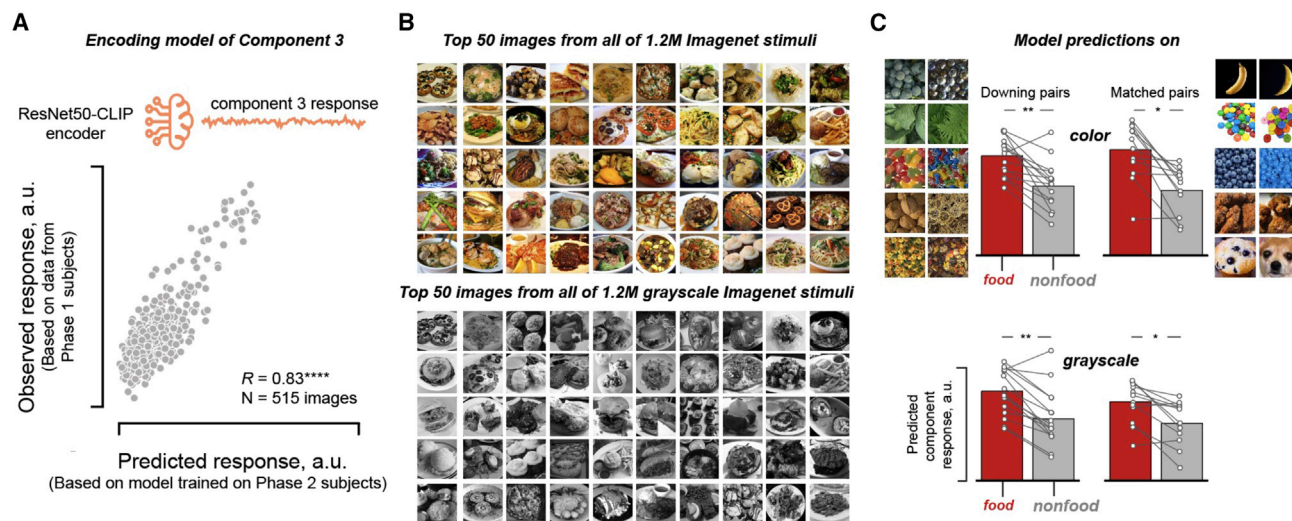 A
Encoding model of Component 3
ResNet50-CLIP
encoder
component 3 response
Observed response, a.u.
(Based on data from
Phase 1 subjects)
R = 0.83****
N = 515 images
Predicted response, a.u.
(Based on model trained on Phase 2 subjects)
B
Top 50 images from all of 1.2M Imagenet stimuli
Top 50 images from all of 1.2M grayscale Imagenet stimuli
C
Model predictions on
Downing pairs
Matched pairs
**
*
color
food
nonfood
**
*
grayscale
Predicted
component
response, a.u.
food
nonfood